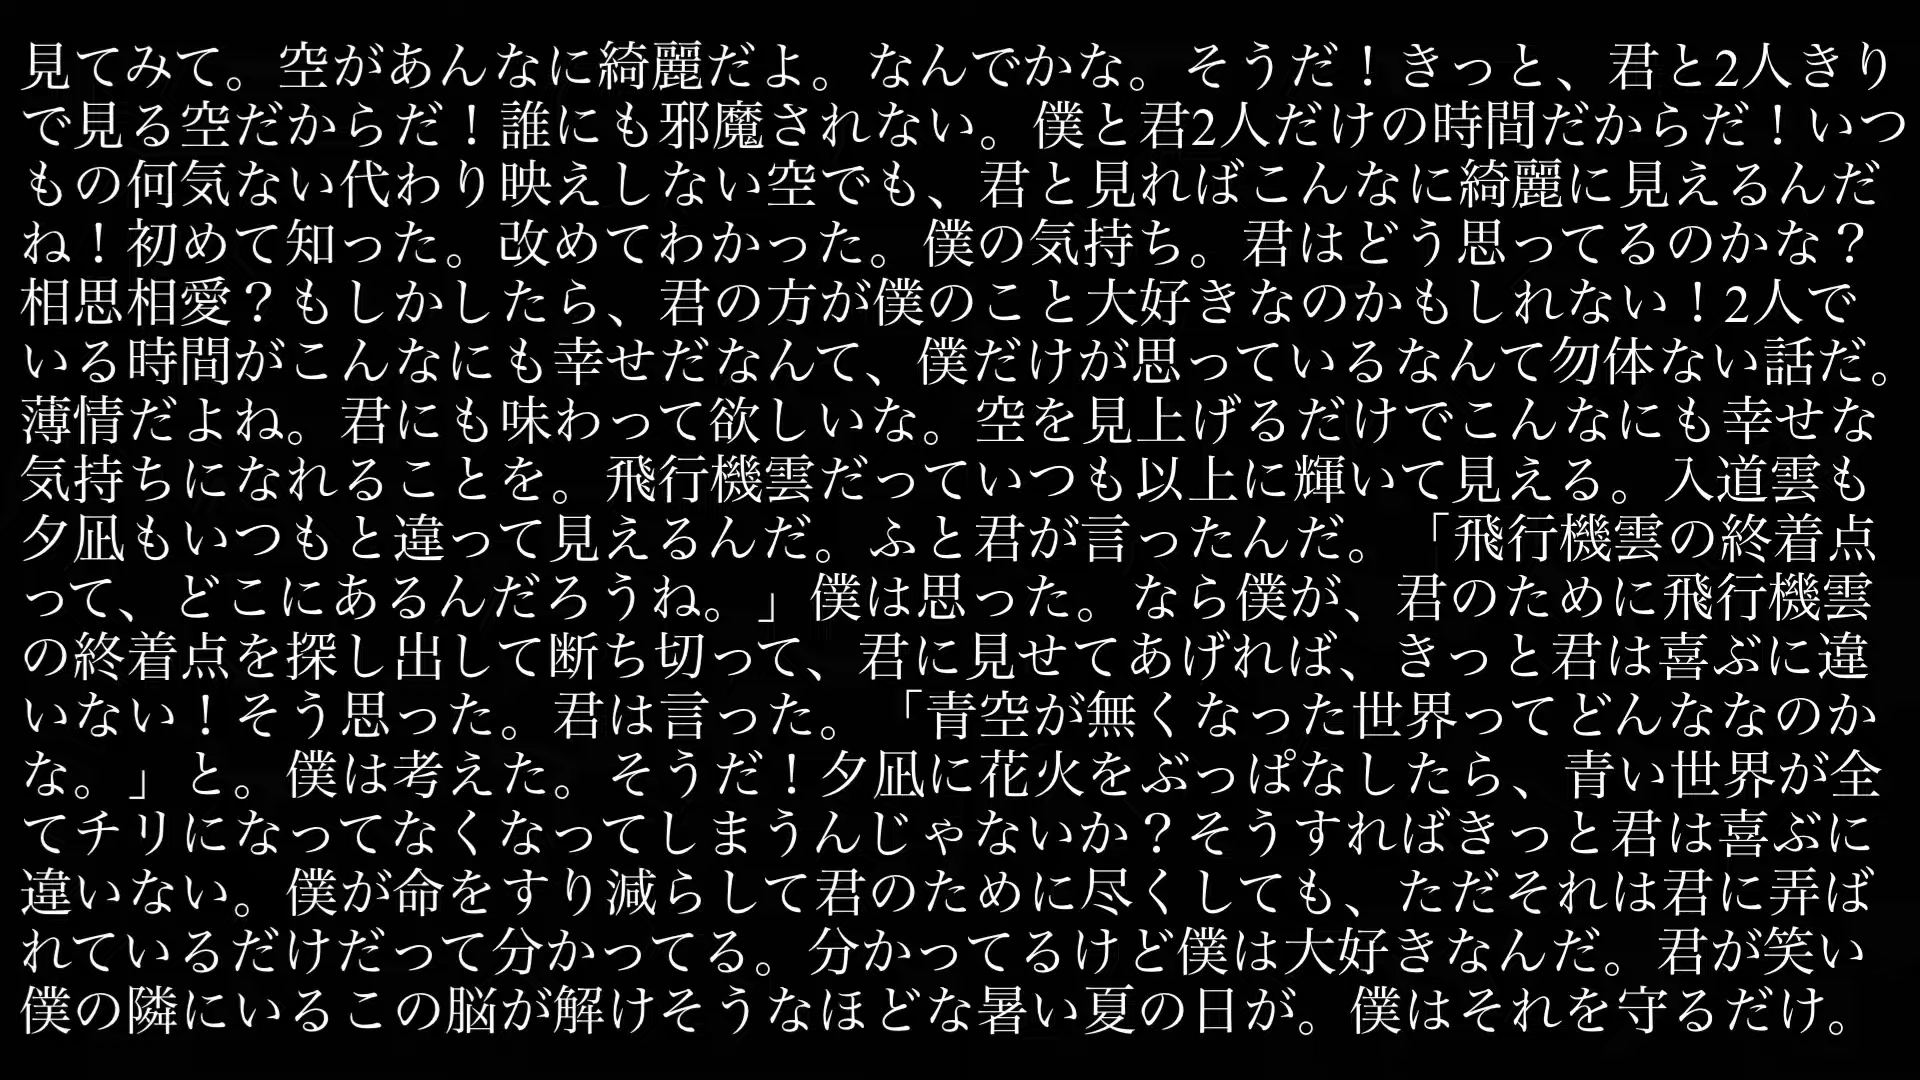 見てみて。空があんなに綺麗だよ。なんでかな。そうだ！きっと、君と2人きり
で見る空だからだ！誰にも邪魔されない。僕と君2人だけの時間だからだ！いつ
もの何気ない代わり映えしない空でも、君と見ればこんなに綺麗に見えるんだ
ね！初めて知った。改めてわかった。僕の気持ち。君はどう思ってるのかな？
相思相愛？もしかしたら、君の方が僕のこと大好きなのかもしれない！2人で
いる時間がこんなにも幸せだなんて、僕だけが思っているなんて勿体ない話だ。
薄情だよね。君にも味わって欲しいな。空を見上げるだけでこんなにも幸せな
気持ちになれることを。飛行機雲だっていつも以上に輝いて見える。入道雲も
夕凪もいつもと違って見えるんだ。ふと君が言ったんだ。「飛行機雲の終着点
って、どこにあるんだろうね。」僕は思った。なら僕が、君のために飛行機雲
の終着点を探し出して断ち切って、君に見せてあげれば、きっと君は喜ぶに違
いない！そう思った。君は言った。「青空が無くなった世界ってどんななのか
な。」と。僕は考えた。そうだ！夕凪に花火をぶっぱなしたら、青い世界が全
てチリになってなくなってしまうんじゃないか？そうすればきっと君は喜ぶに
違いない。僕が命をすり減らして君のために尽くしても、ただそれは君に弄ば
れているだけだって分かってる。分かってるけど僕は大好きなんだ。君が笑い
僕の隣にいるこの脳が解けそうなほどな暑い夏の日が。僕はそれを守るだけ。